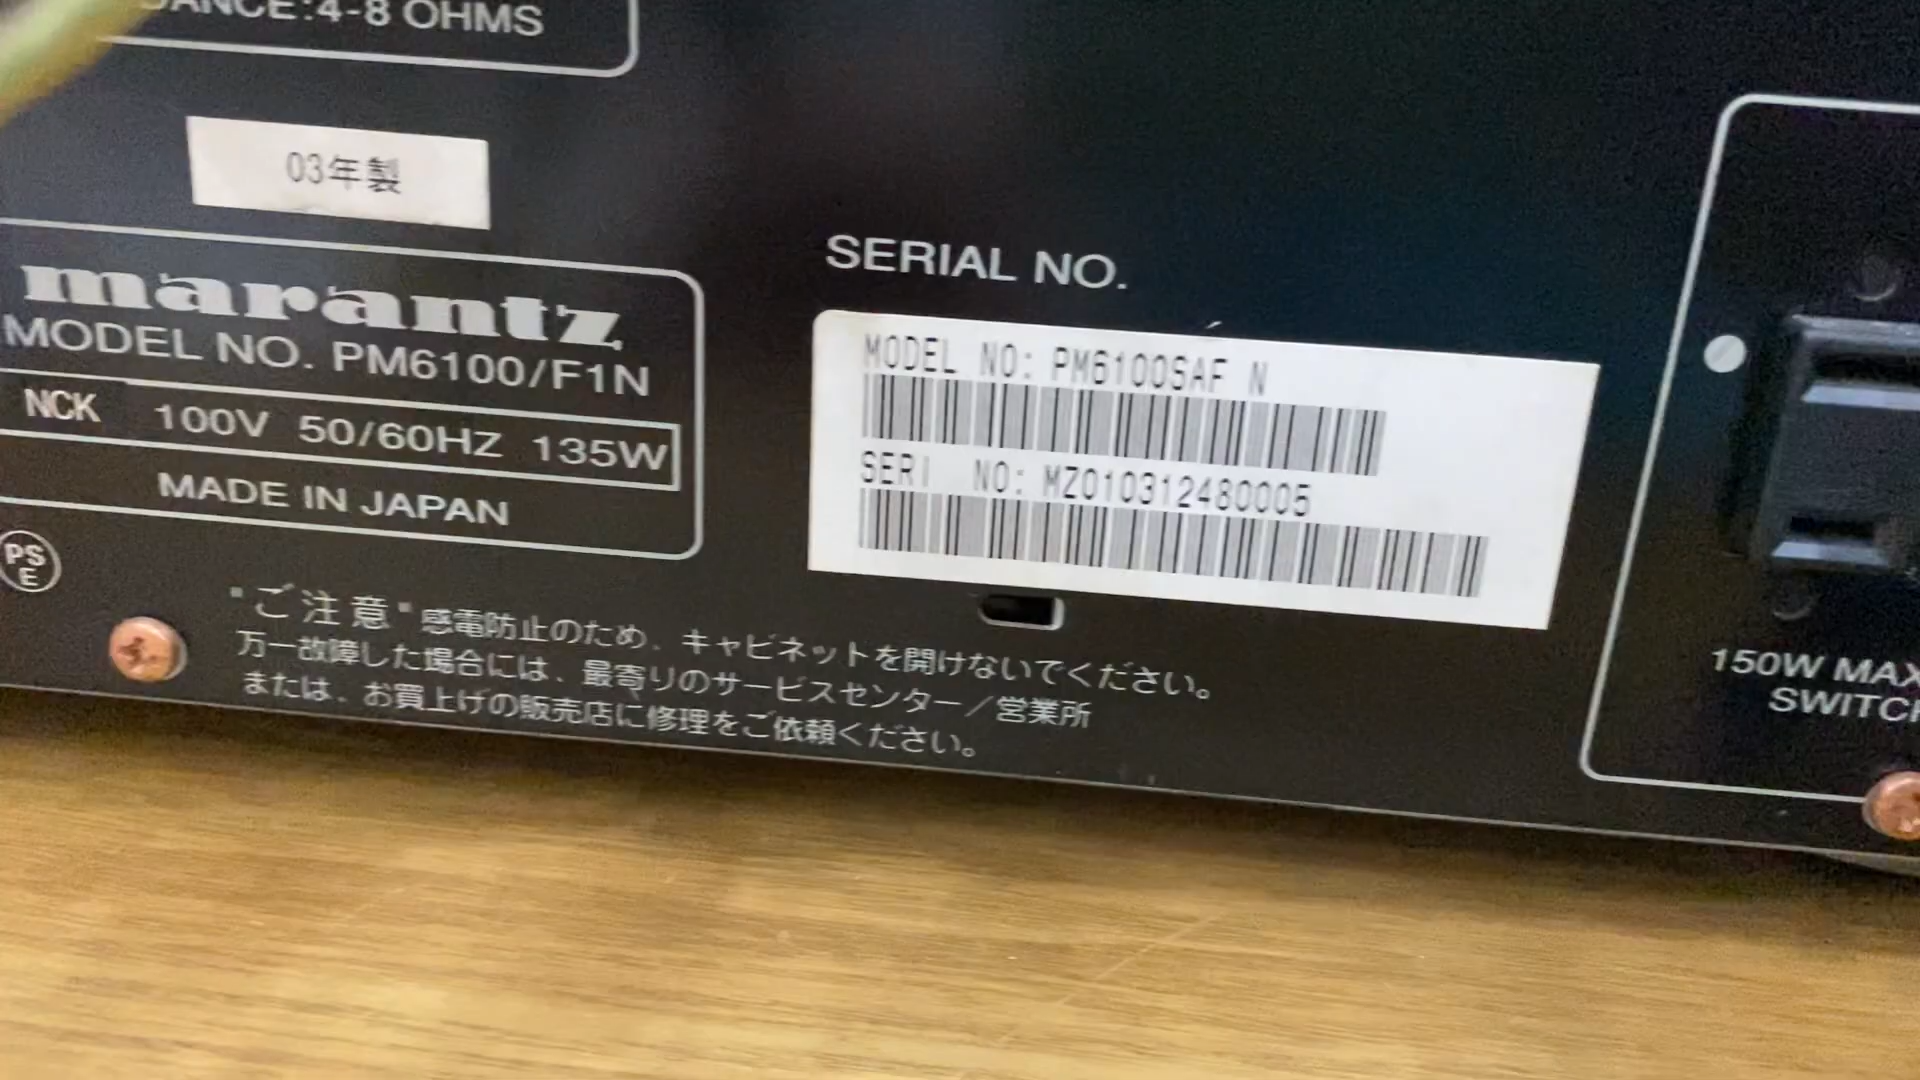 DANCE:4-8 OHMS
03年製
marantz
MODEL NO. PM6100/F1N
NCK 100V 50/60HZ 135W
MADE IN JAPAN
PS
E
SERIAL NO.
MODEL NO: PM6100SAF N
SERI NO: MZ010312480005
"ご注意"感電防止のため、キャビネットを開けないでください。
万一故障した場合には、最寄りのサービスセンター/営業所
または、お買上げの販売店に修理をご依頼ください。
150W MAX
SWITCH